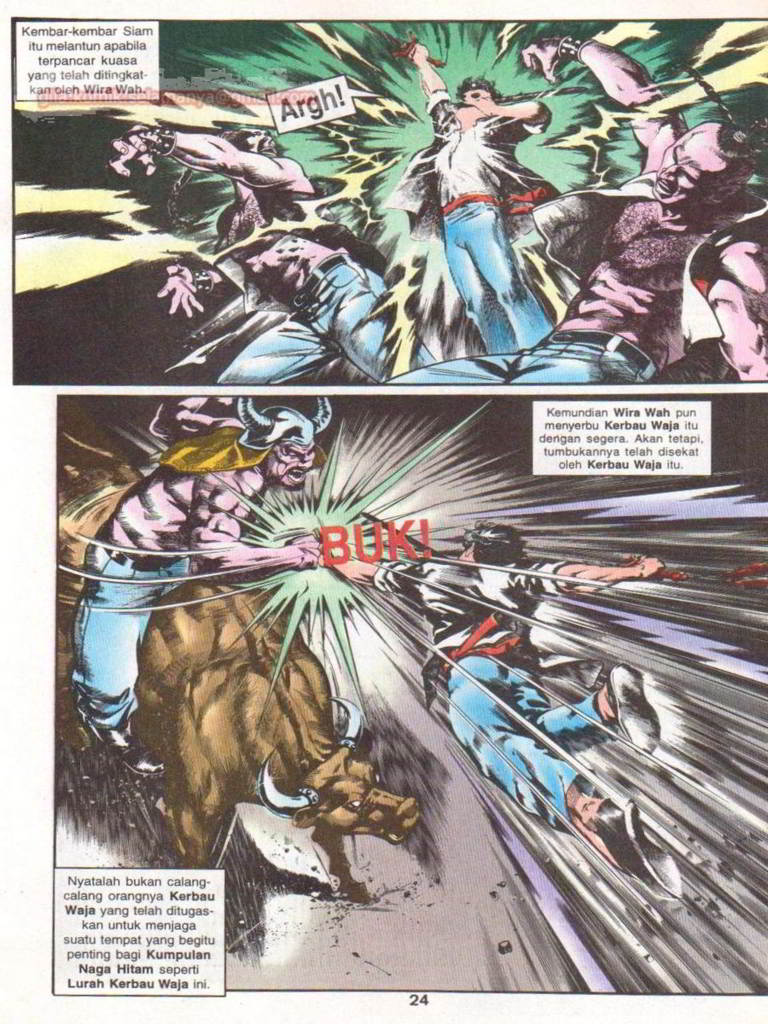 Kembar-kembar Siam
itu melantun apabila
terpancar kuasa
yang telah ditingkat-
kan oleh Wira Wah.
Argh!
Kemundian Wira Wah pun
menyerbu Kerbau Waja itu
dengan segera. Akan tetapi,
tumbukannya telah disekat
oleh Kerbau Waja itu.
BUK!
Nyatalah bukan calang-
calang orangnya Kerbau
Waja yang telah ditugas-
kan untuk menjaga
suatu tempat yang begitu
penting bagi Kumpulan
Naga Hitam seperti
Lurah Kerbau Waja ini.
24